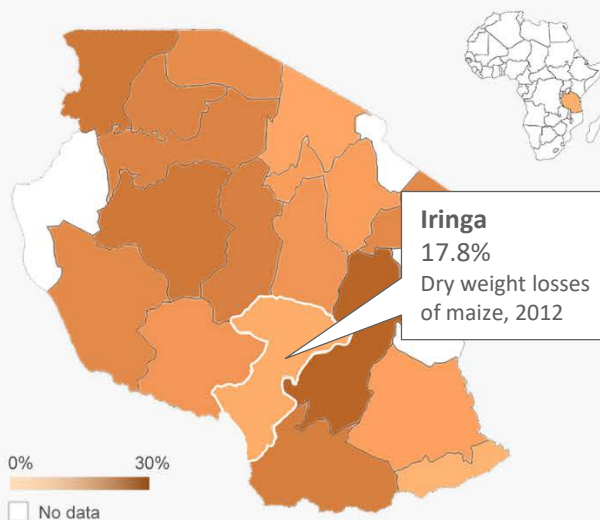 Iringa
17.8%
Dry weight losses
of maize, 2012
0% 30%
No data